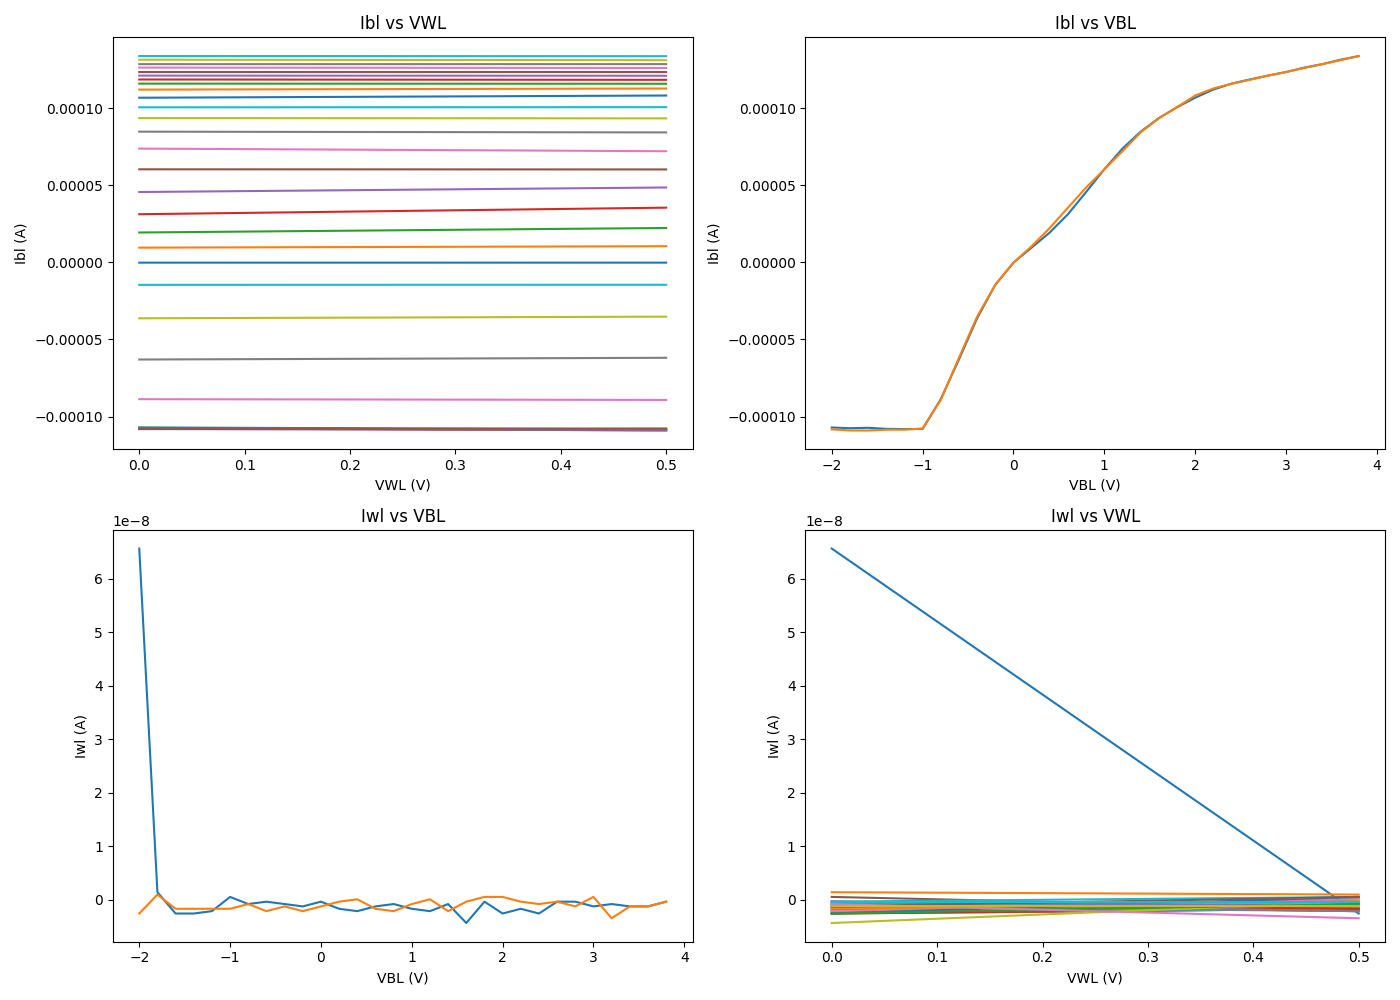 Ibl vs VWL
Ibl (A)
0.00010
0.00005
0.00000
−0.00005
−0.00010
0.0 0.1 0.2 0.3 0.4 0.5
VWL (V)
Ibl vs VBL
Ibl (A)
0.00010
0.00005
0.00000
−0.00005
−0.00010
−2 −1 0 1 2 3 4
VBL (V)
Iwl vs VBL
1e−8
Iwl (A)
6
5
4
3
2
1
0
−2 −1 0 1 2 3 4
VBL (V)
Iwl vs VWL
1e−8
Iwl (A)
6
5
4
3
2
1
0
0.0 0.1 0.2 0.3 0.4 0.5
VWL (V)